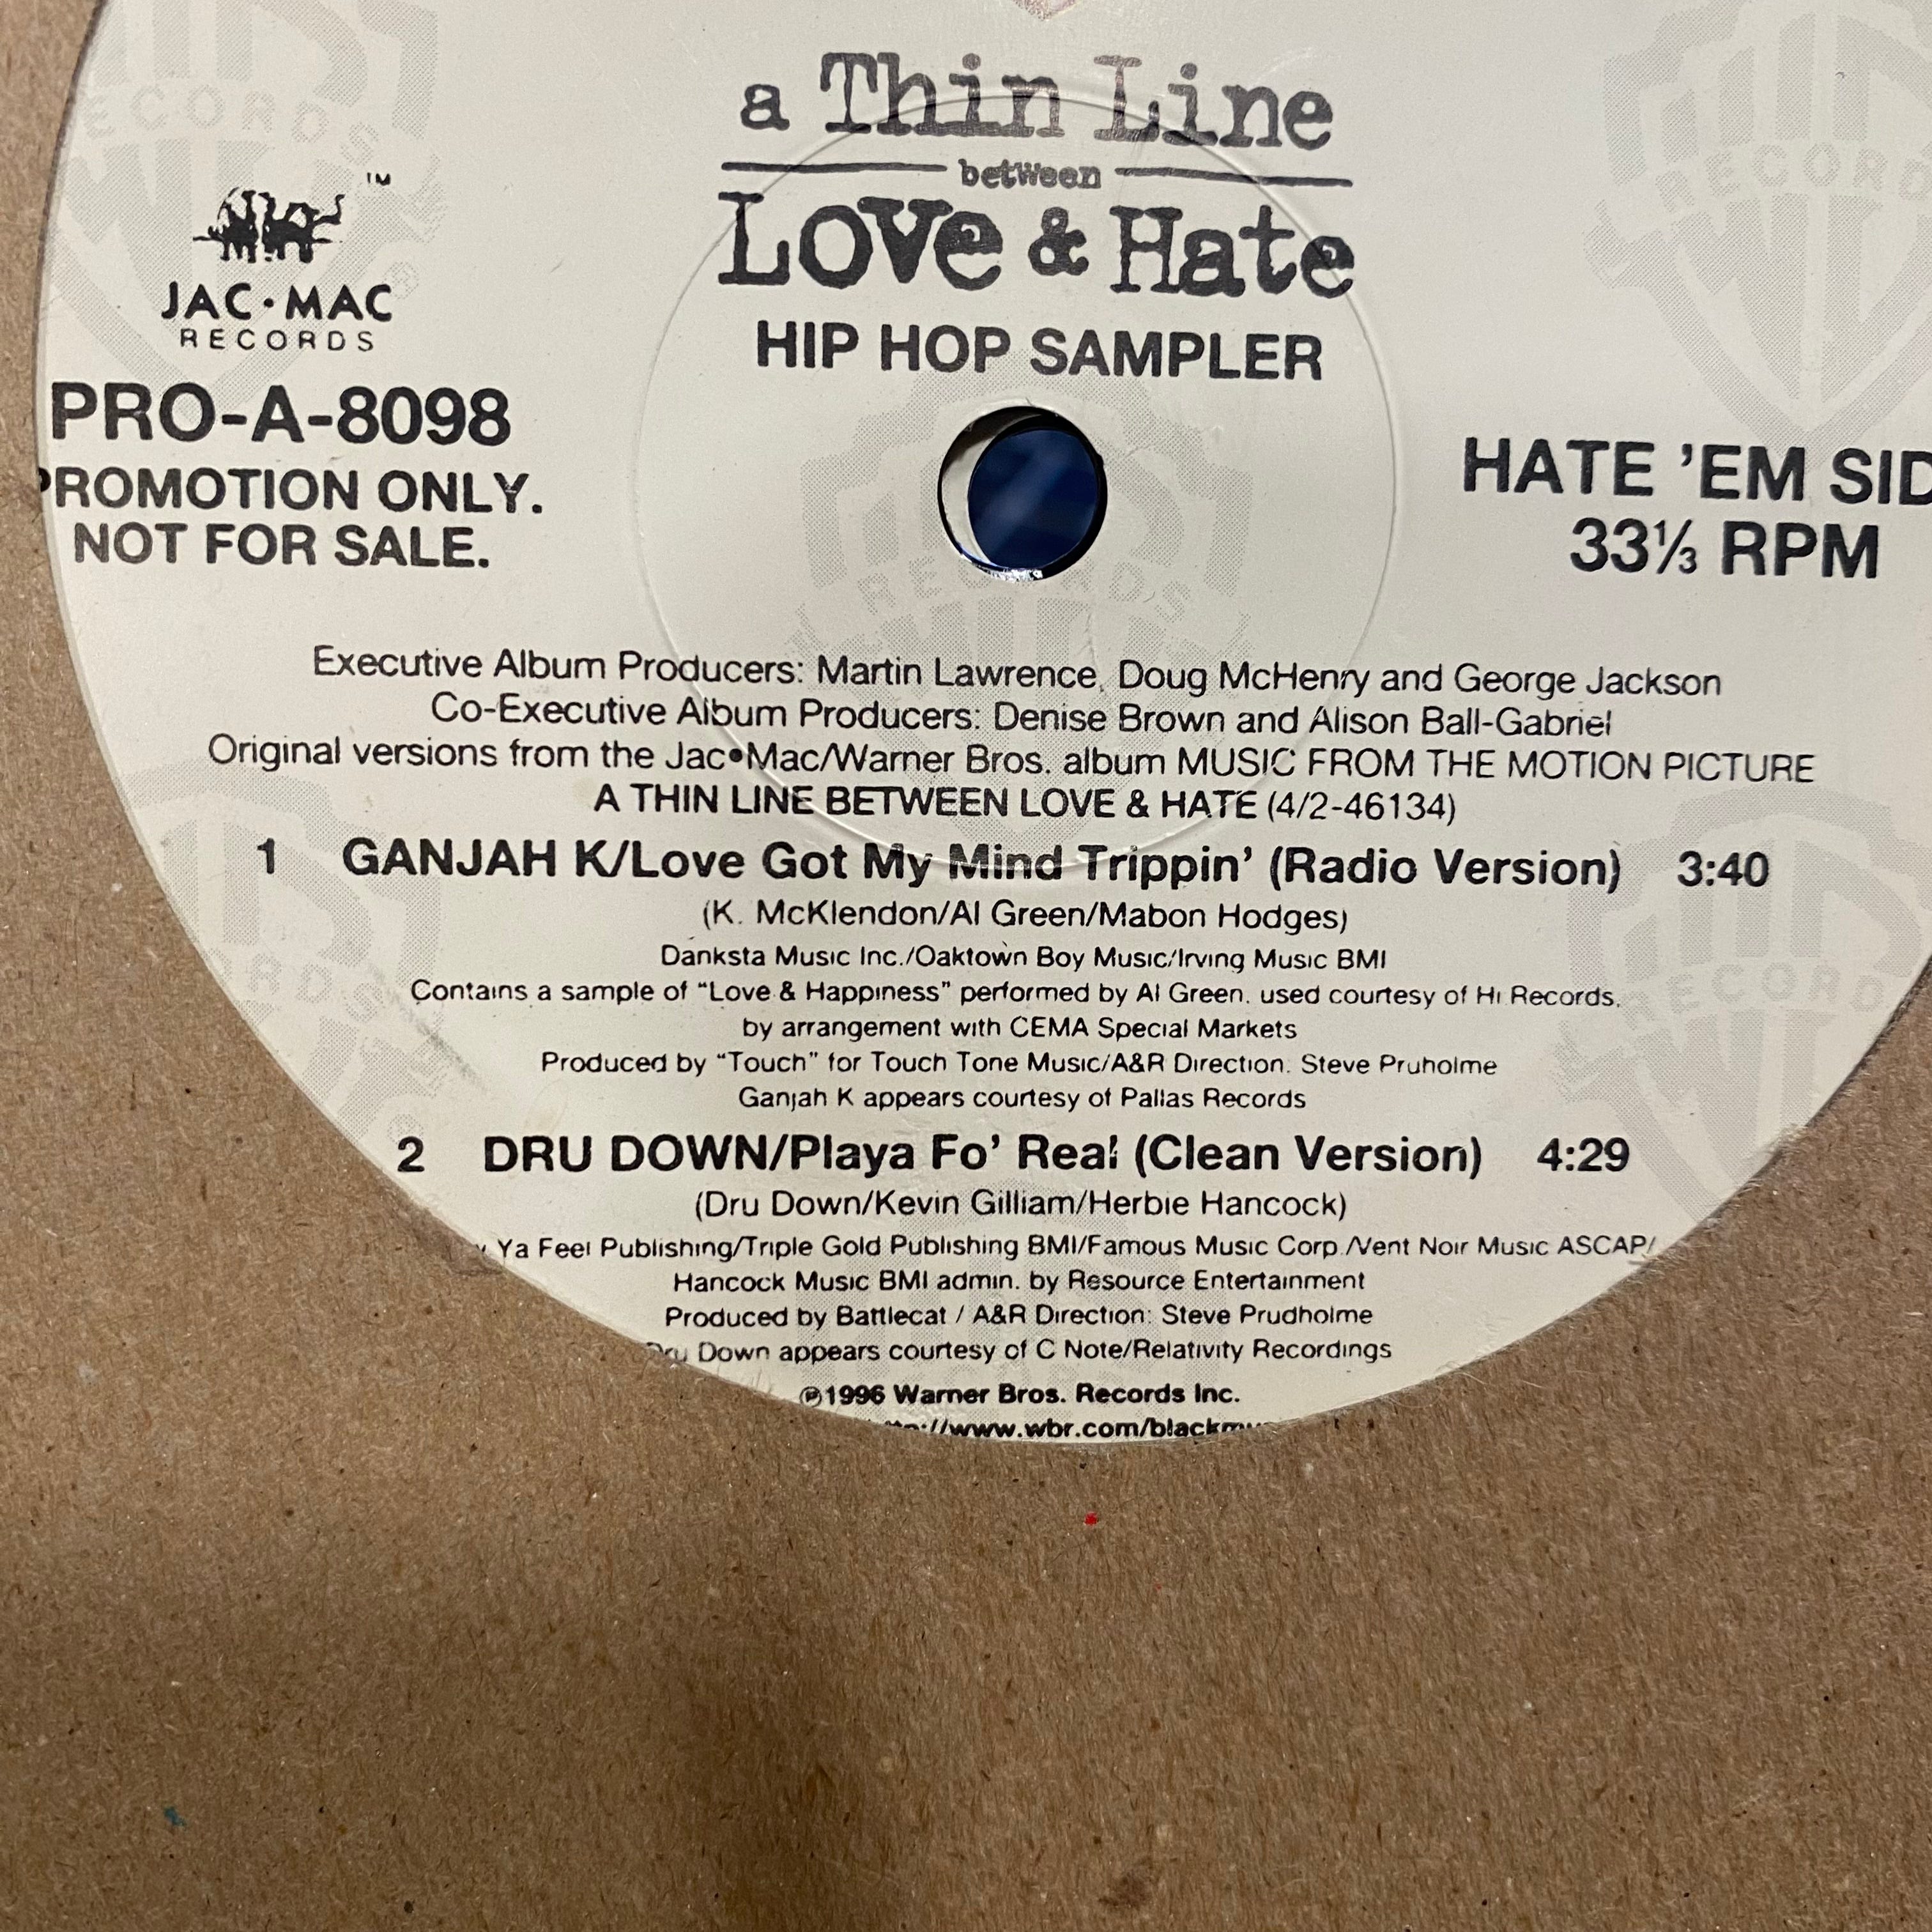 a Thin Line
between
Love & Hate
HIP HOP SAMPLER
TM
JAC•MAC
RECORDS
PRO-A-8098
PROMOTION ONLY.
NOT FOR SALE.
HATE 'EM SID
33⅓ RPM
Executive Album Producers: Martin Lawrence, Doug McHenry and George Jackson
Co-Executive Album Producers: Denise Brown and Alison Ball-Gabriel
Original versions from the Jac•Mac/Warner Bros. album MUSIC FROM THE MOTION PICTURE
A THIN LINE BETWEEN LOVE & HATE (4/2-46134)
1 GANJAH K/Love Got My Mind Trippin' (Radio Version) 3:40
(K. McKlendon/Al Green/Mabon Hodges)
Danksta Music Inc./Oaktown Boy Music/Irving Music BMI
Contains a sample of "Love & Happiness" performed by Al Green, used courtesy of Hi Records,
by arrangement with CEMA Special Markets
Produced by "Touch" for Touch Tone Music/A&R Direction: Steve Pruholme
Ganjah K appears courtesy of Pallas Records
2 DRU DOWN/Playa Fo' Real (Clean Version) 4:29
(Dru Down/Kevin Gilliam/Herbie Hancock)
Ya Feel Publishing/Triple Gold Publishing BMI/Famous Music Corp./Vent Noir Music ASCAP/
Hancock Music BMI admin. by Resource Entertainment
Produced by Battlecat / A&R Direction: Steve Prudholme
Dru Down appears courtesy of C Note/Relativity Recordings
℗1996 Warner Bros. Records Inc.
://www.wbr.com/blackmu